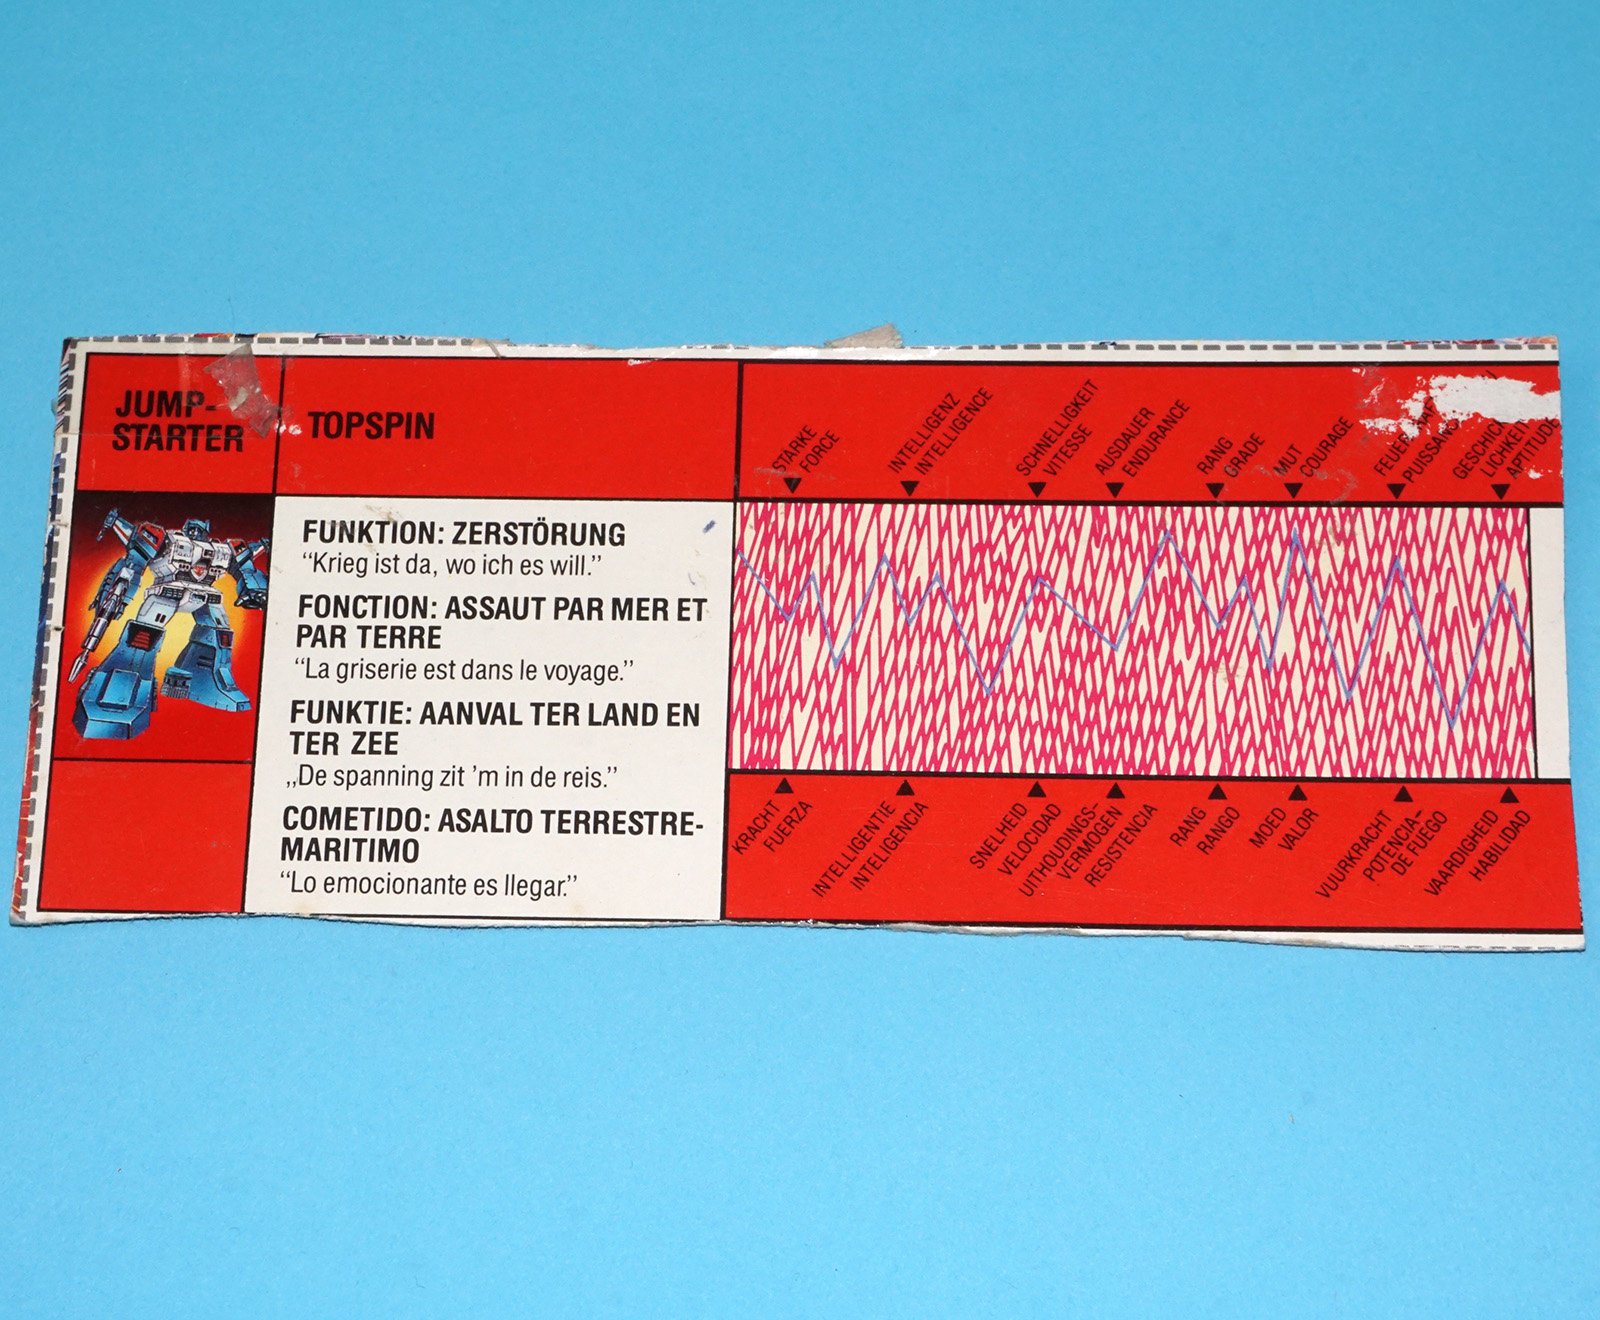 JUMP-
STARTER
TOPSPIN
FUNKTION: ZERSTÖRUNG
“Krieg ist da, wo ich es will.”
FONCTION: ASSAUT PAR MER ET
PAR TERRE
“La griserie est dans le voyage.”
FUNKTIE: AANVAL TER LAND EN
TER ZEE
„De spanning zit ’m in de reis.”
COMETIDO: ASALTO TERRESTRE-
MARITIMO
“Lo emocionante es llegar.”
STARKE
FORCE
INTELLIGENZ
INTELLIGENCE
SCHNELLIGKEIT
VITESSE
AUSDAUER
ENDURANCE
RANG
GRADE
MUT
COURAGE
APTITUDE
KRACHT
FUERZA
INTELLIGENTIE
INTELIGENCIA
SNELHEID
VELOCIDAD
UITHOUDINGS-
VERMOGEN
RESISTENCIA
RANG
RANGO
MOED
VALOR
VUURKRACHT
POTENCIA-
DE FUEGO
VAARDIGHEID
HABILIDAD